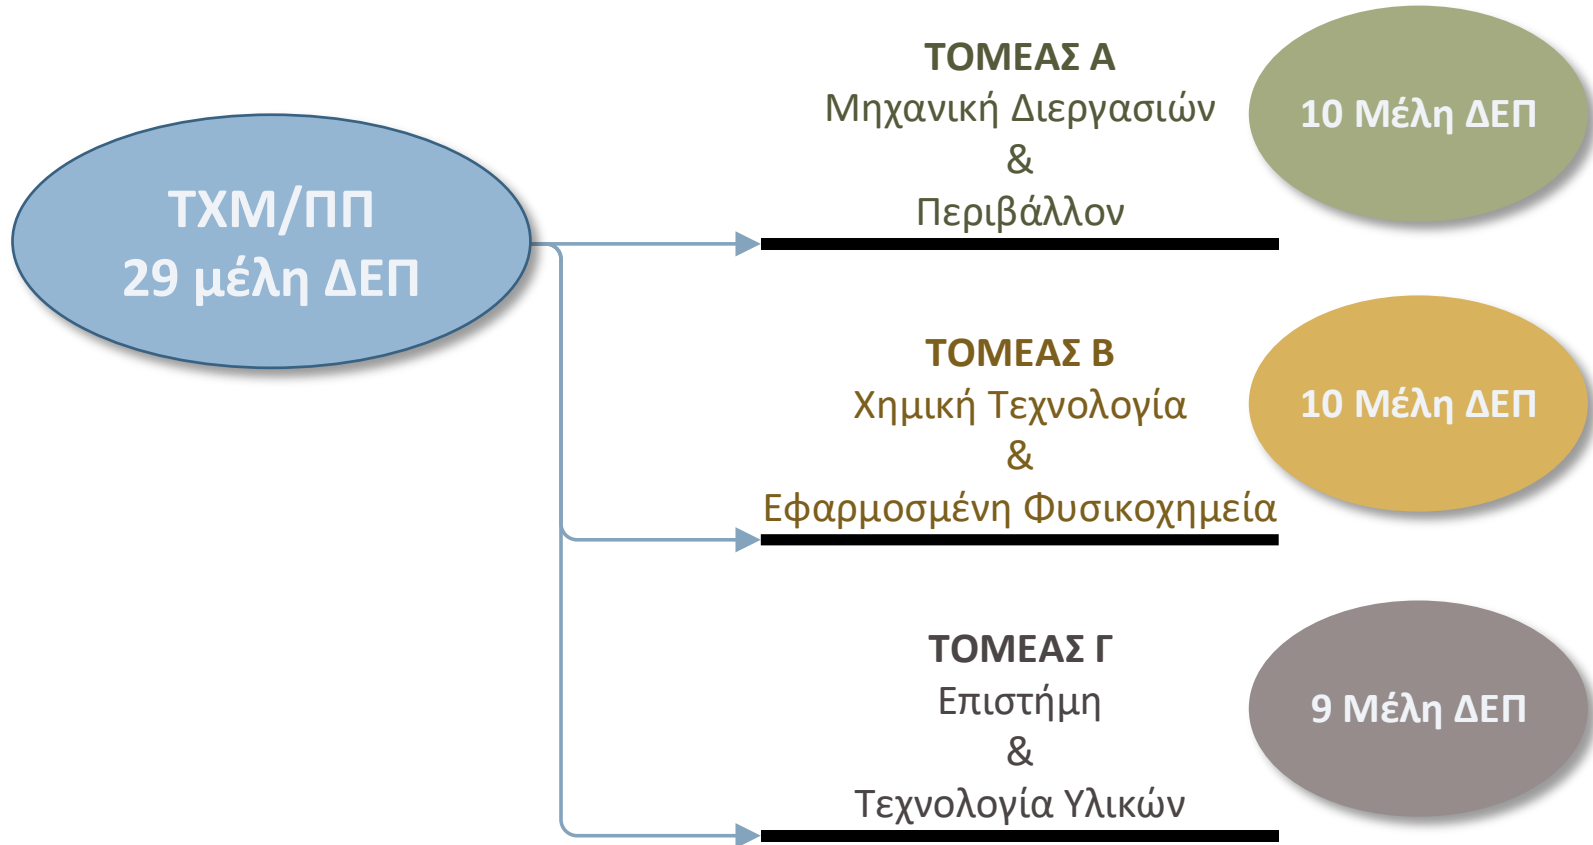 ΤΧΜ/ΠΠ
29 μέλη ΔΕΠ
ΤΟΜΕΑΣ Α
Μηχανική Διεργασιών
&
Περιβάλλον
10 Μέλη ΔΕΠ
ΤΟΜΕΑΣ Β
Χημική Τεχνολογία
&
Εφαρμοσμένη Φυσικοχημεία
10 Μέλη ΔΕΠ
ΤΟΜΕΑΣ Γ
Επιστήμη
&
Τεχνολογία Υλικών
9 Μέλη ΔΕΠ